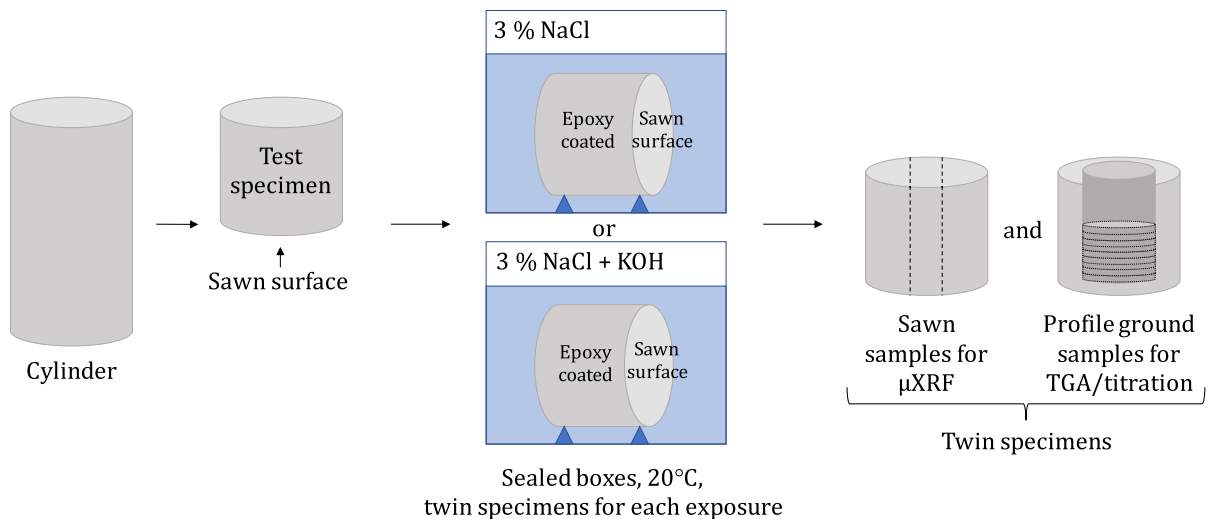 Cylinder
Test
specimen
Sawn surface
3 % NaCl
Epoxy
coated
Sawn
surface
or
3 % NaCl + KOH
Epoxy
coated
Sawn
surface
Sealed boxes, 20°C,
twin specimens for each exposure
and
Sawn
samples for
μXRF
Profile ground
samples for
TGA/titration
Twin specimens